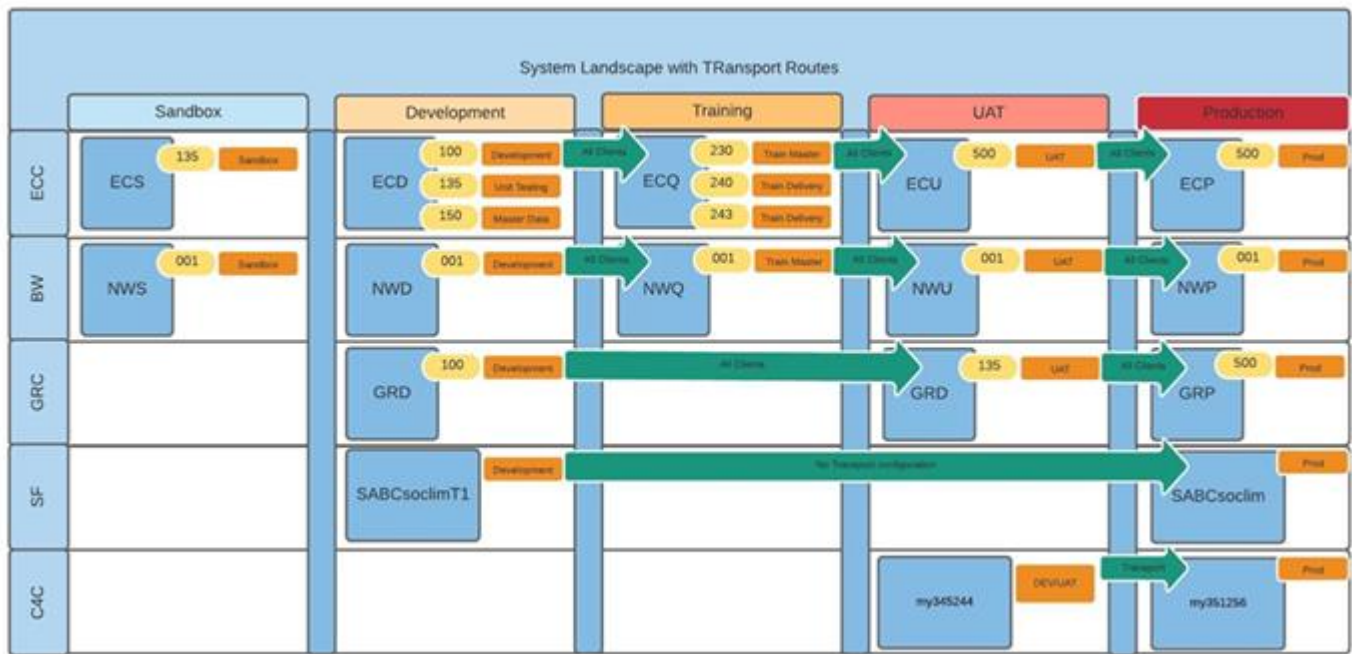 System Landscape with TRansport Routes
Sandbox
Development
Training
UAT
Production
ECC
ECS
135
Sandbox
ECD
100
Development
135
Unit Testing
150
Master Data
All Clients
ECQ
230
Train Master
240
Train Delivery
243
Train Delivery
All Clients
ECU
500
UAT
All Clients
ECP
500
Prod
BW
NWS
001
Sandbox
NWD
001
Development
All Clients
NWQ
001
Train Master
All Clients
NWU
001
UAT
All Clients
NWP
001
Prod
GRC
GRD
100
Development
All Clients
GRD
135
UAT
All Clients
GRP
500
Prod
SF
SABCsoclimT1
Development
No Transport configuration
SABCsoclim
Prod
C4C
my345244
DEV/UAT
Transport
my351256
Prod